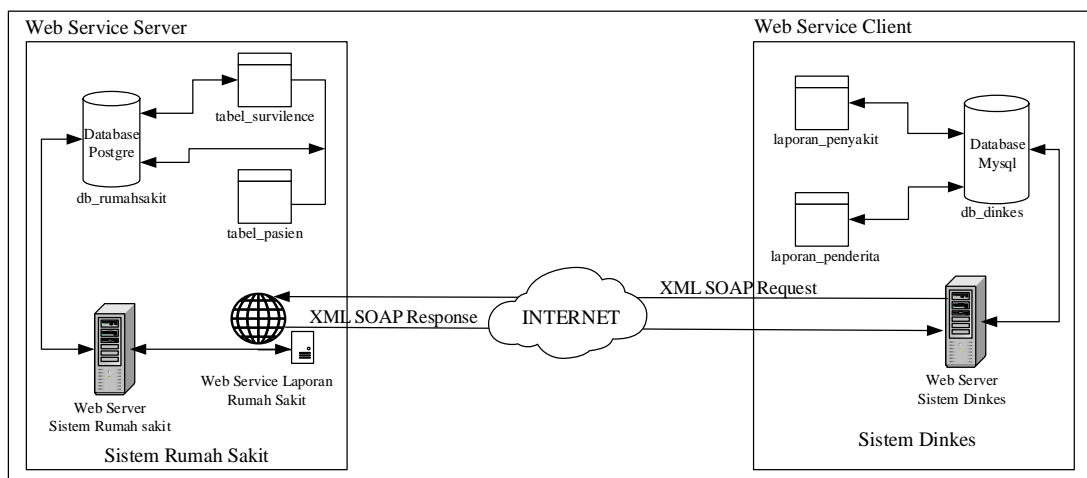 Web Service Server
tabel_survilence
Database
Postgre
db_rumahsakit
tabel_pasien
XML SOAP Response
Web Service Laporan
Rumah Sakit
Web Server
Sistem Rumah sakit
Sistem Rumah Sakit
INTERNET
Web Service Client
laporan_penyakit
Database
Mysql
db_dinkes
laporan_penderita
XML SOAP Request
Web Server
Sistem Dinkes
Sistem Dinkes